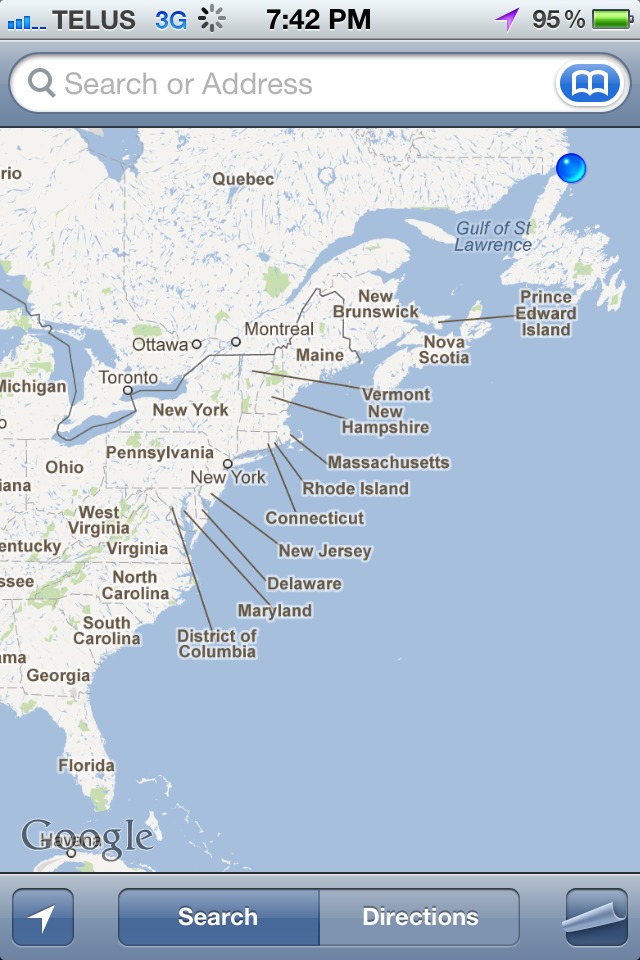 TELUS 3G 7:42 PM 95%
Search or Address
rio
Quebec
Gulf of St
Lawrence
New
Brunswick
Prince
Edward
Island
Ottawa
Montreal
Nova
Scotia
Maine
Michigan
Toronto
Vermont
New York
New
Hampshire
o
Pennsylvania
Ohio
Massachusetts
New York
iana
Rhode Island
West
Virginia
Connecticut
entucky
Virginia
New Jersey
ssee
North
Carolina
Delaware
Maryland
South
Carolina
District of
Columbia
ama
Georgia
Florida
Google
Havana
Search
Directions